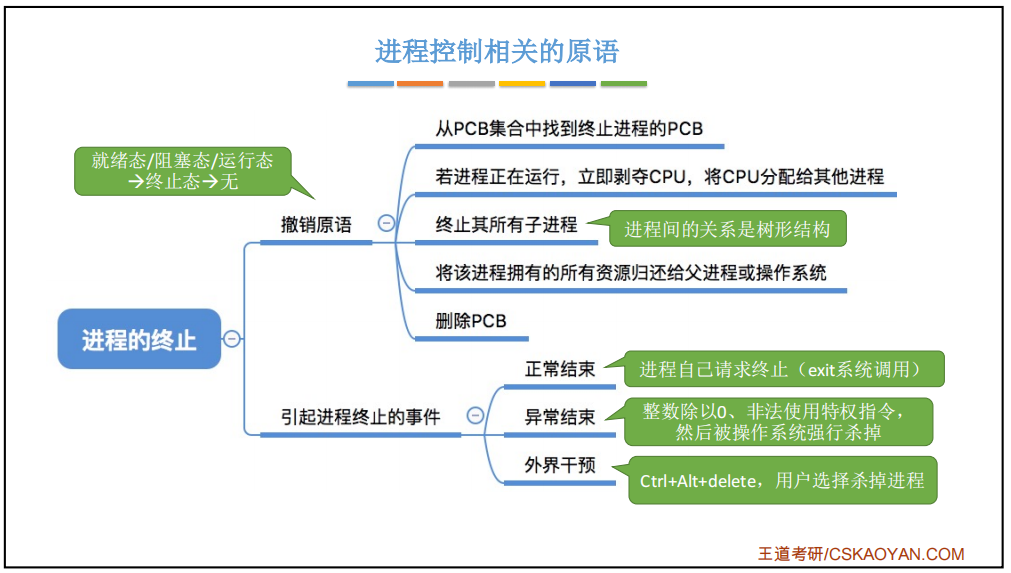 进程控制相关的原语
从PCB集合中找到终止进程的PCB
就绪态/阻塞态/运行态
→终止态→无
若进程正在运行，立即剥夺CPU，将CPU分配给其他进程
撤销原语
终止其所有子进程
进程间的关系是树形结构
将该进程拥有的所有资源归还给父进程或操作系统
删除PCB
进程的终止
正常结束
进程自己请求终止（exit系统调用）
引起进程终止的事件
异常结束
整数除以0、非法使用特权指令，
然后被操作系统强行杀掉
外界干预
Ctrl+Alt+delete，用户选择杀掉进程
王道考研/CSKAOYAN.COM